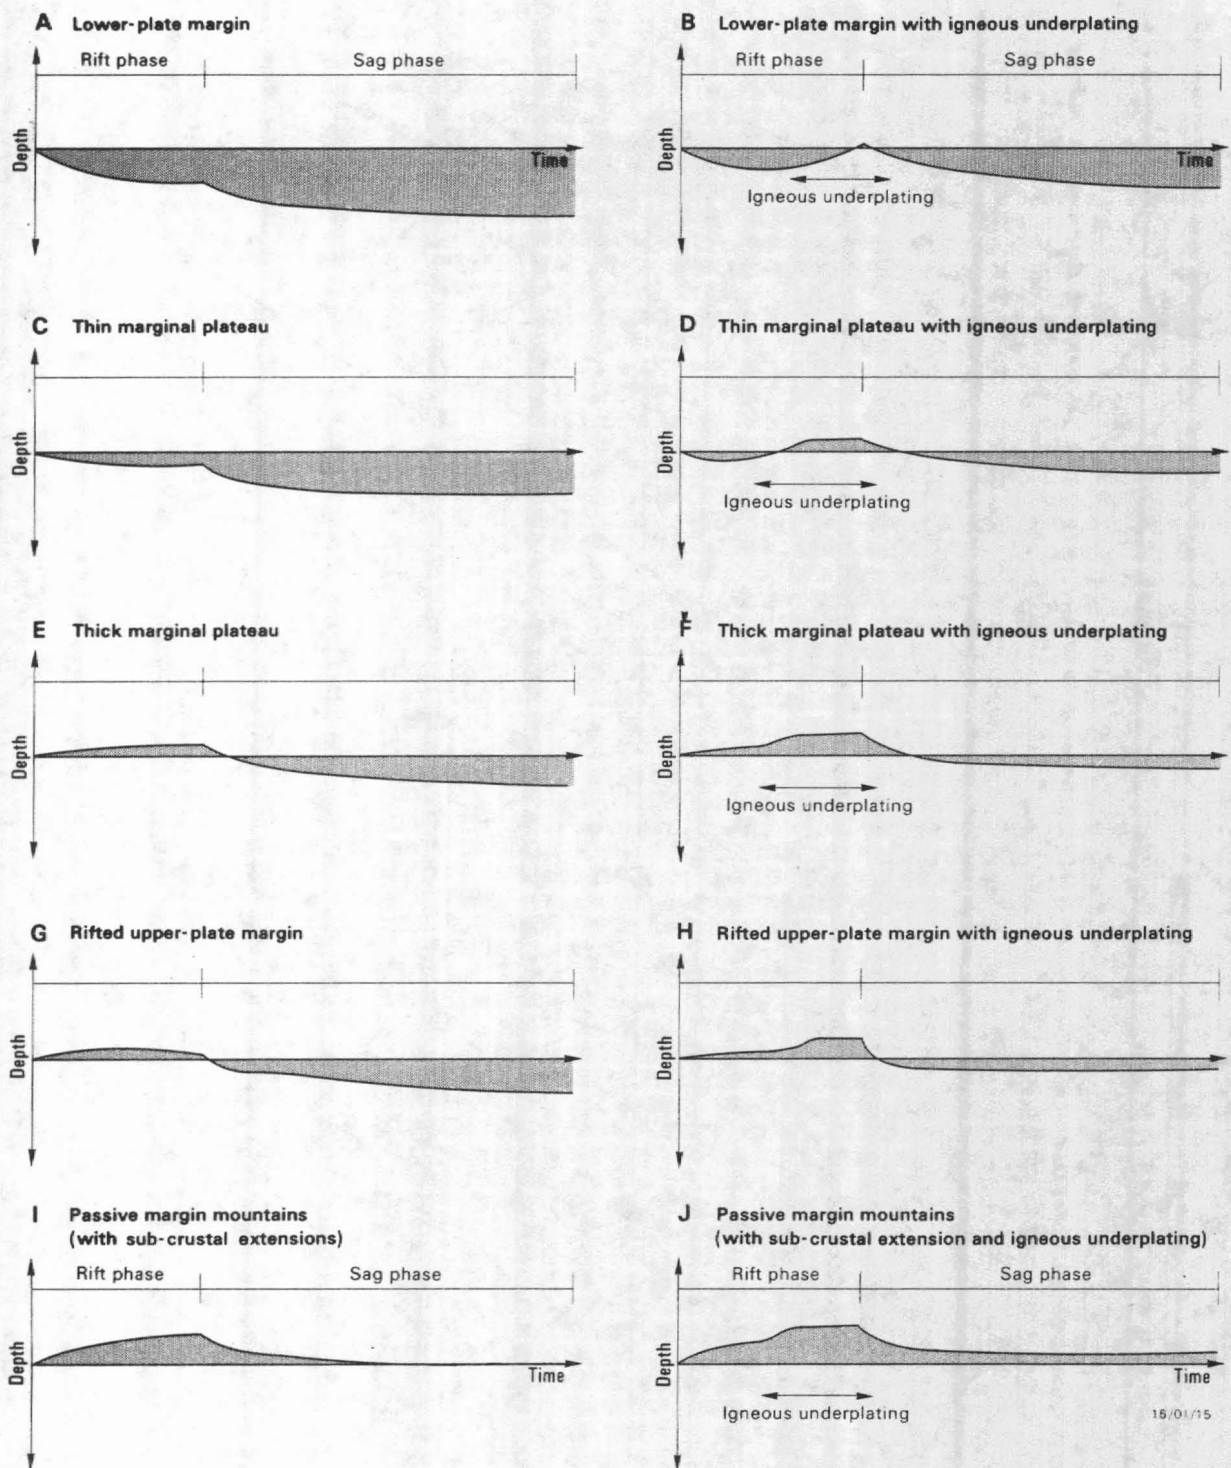 A Lower-plate margin
Rift phase
Sag phase
Depth
Time
B Lower-plate margin with igneous underplating
Rift phase
Sag phase
Depth
Time
Igneous underplating
C Thin marginal plateau
Depth
D Thin marginal plateau with igneous underplating
Depth
Igneous underplating
E Thick marginal plateau
Depth
F Thick marginal plateau with igneous underplating
Depth
Igneous underplating
G Rifted upper-plate margin
Depth
H Rifted upper-plate margin with igneous underplating
Depth
I Passive margin mountains
(with sub-crustal extensions)
Rift phase
Sag phase
Depth
Time
J Passive margin mountains
(with sub-crustal extension and igneous underplating)
Rift phase
Sag phase
Depth
Time
Igneous underplating